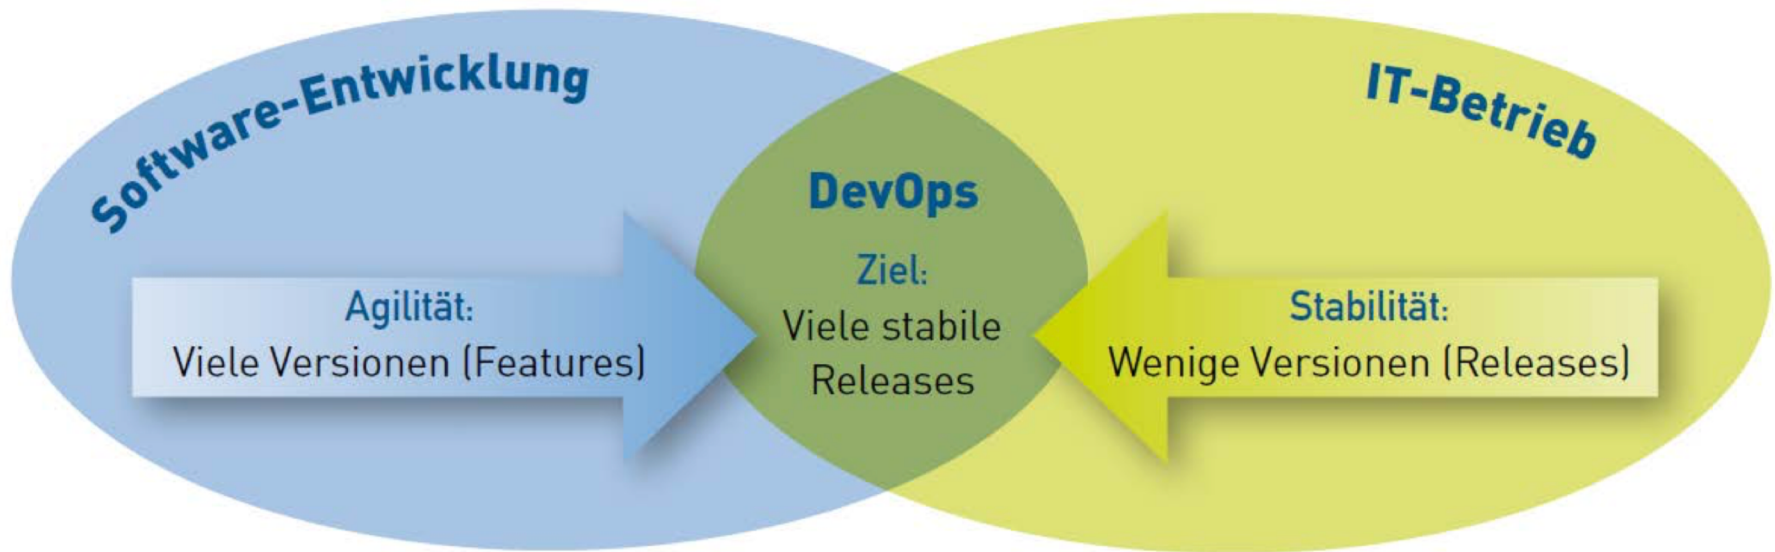 Software-Entwicklung
IT-Betrieb
DevOps
Ziel:
Viele stabile
Releases
Agilität:
Viele Versionen (Features)
Stabilität:
Wenige Versionen (Releases)